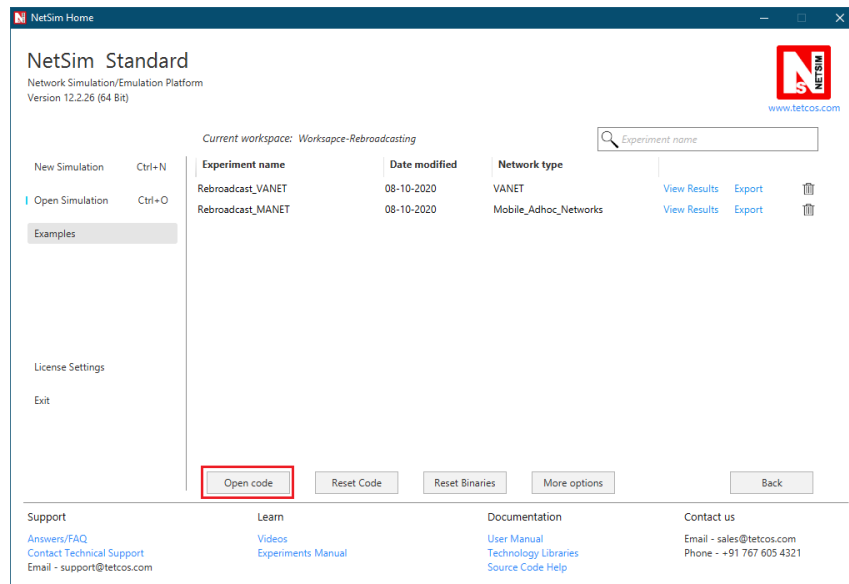 NetSim Home
NetSim Standard
Network Simulation/Emulation Platform
Version 12.2.26 (64 Bit)
NETSIM
www.tetcos.com
Current workspace: Worksapce-Rebroadcasting
Experiment name
New Simulation Ctrl+N
Open Simulation Ctrl+O
Examples
License Settings
Exit
Experiment name Date modified Network type
Rebroadcast_VANET 08-10-2020 VANET View Results Export
Rebroadcast_MANET 08-10-2020 Mobile_Adhoc_Networks View Results Export
Open code Reset Code Reset Binaries More options Back
Support
Answers/FAQ
Contact Technical Support
Email - support@tetcos.com
Learn
Videos
Experiments Manual
Documentation
User Manual
Technology Libraries
Source Code Help
Contact us
Email - sales@tetcos.com
Phone - +91 767 605 4321